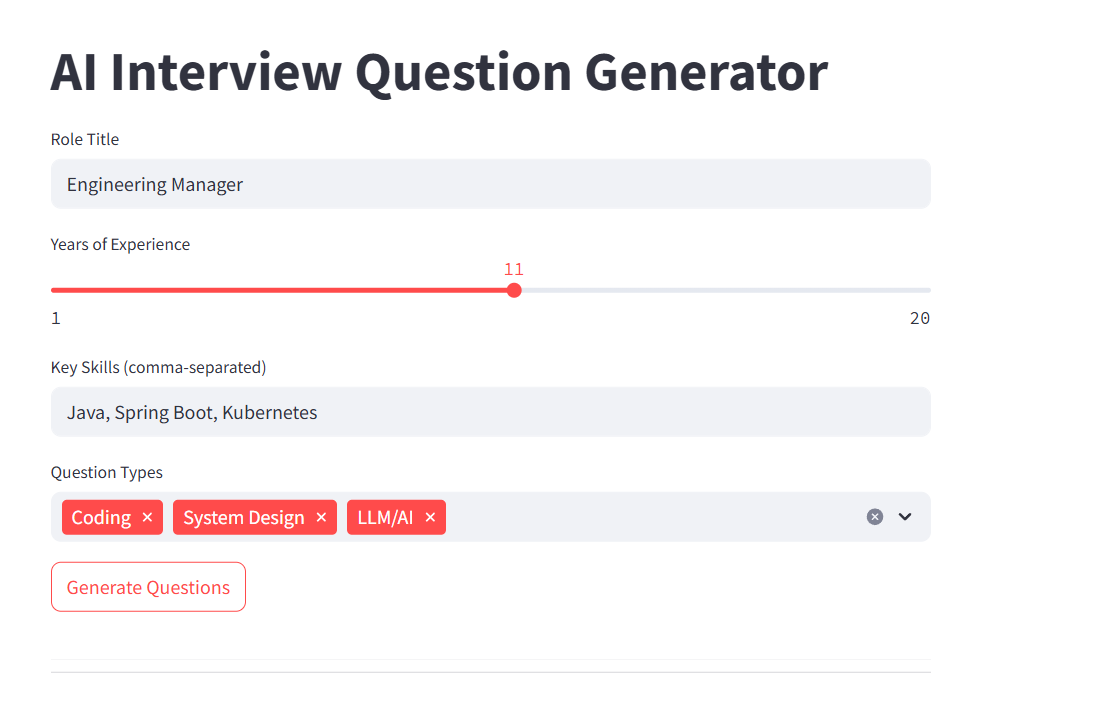 AI Interview Question Generator
Role Title
Engineering Manager
Years of Experience
11
1 20
Key Skills (comma-separated)
Java, Spring Boot, Kubernetes
Question Types
Coding × System Design × LLM/AI ×
Generate Questions